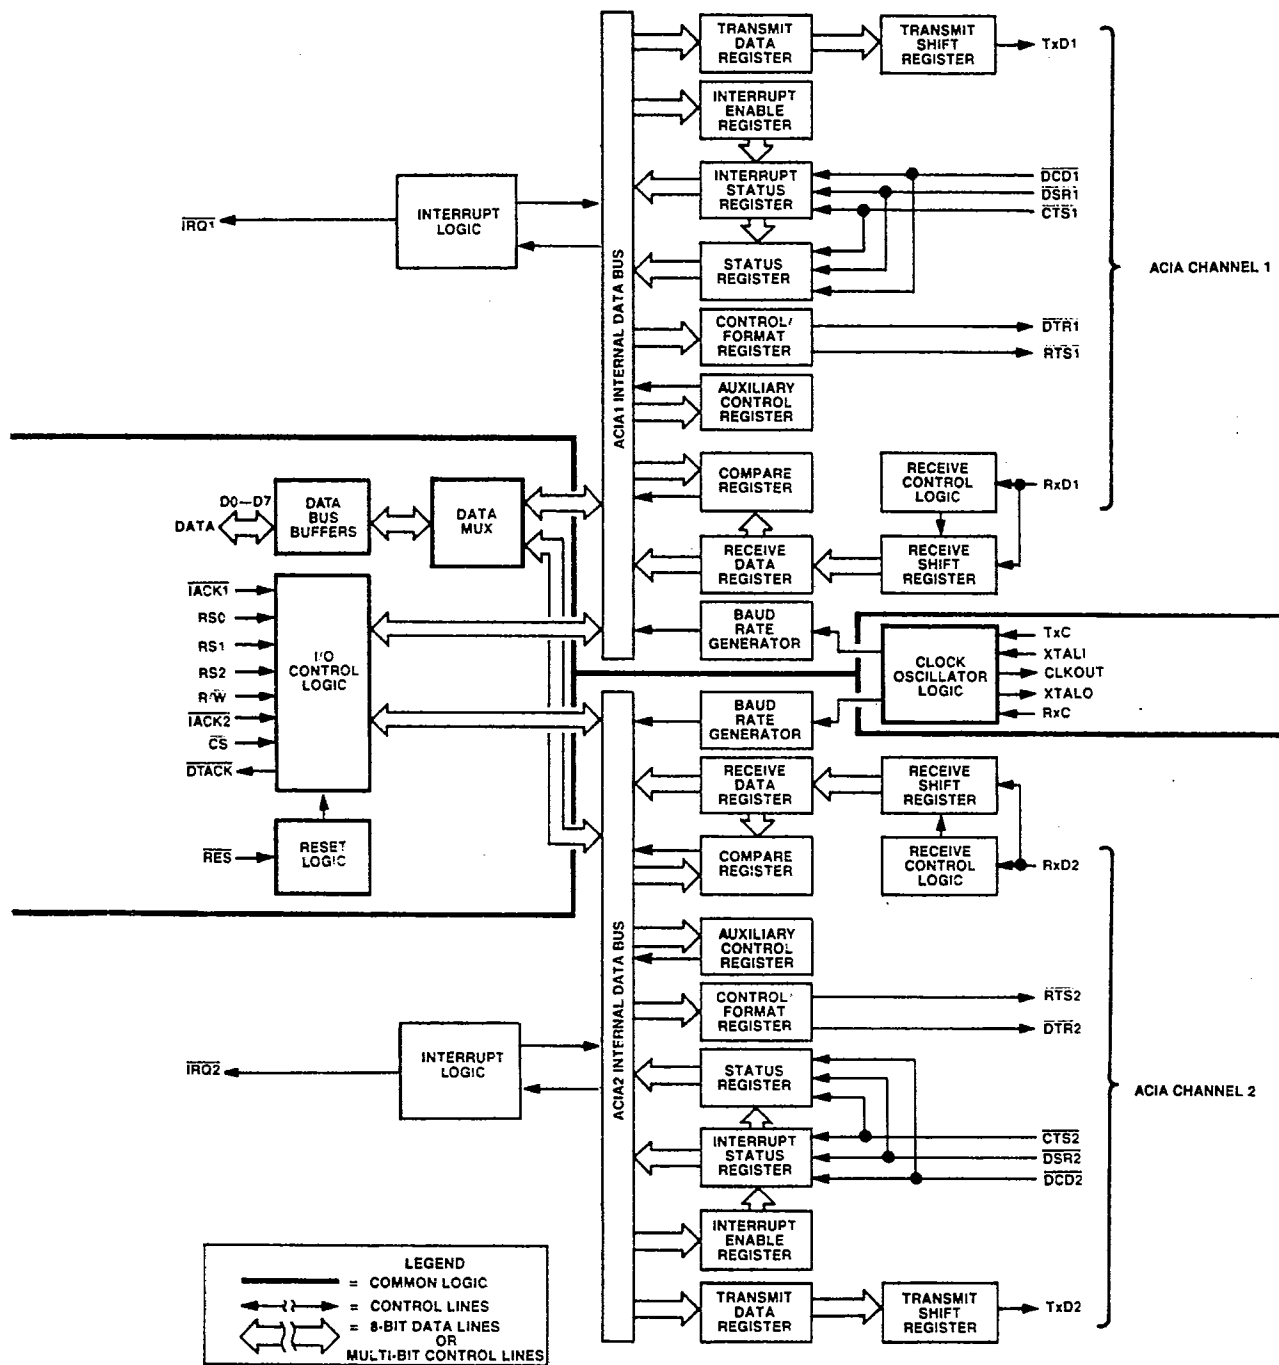 TRANSMIT
DATA
REGISTER
TRANSMIT
SHIFT
REGISTER
TxD1
INTERRUPT
ENABLE
REGISTER
INTERRUPT
STATUS
REGISTER
DCD1
DSR1
CTS1
INTERRUPT
LOGIC
IRQ1
STATUS
REGISTER
ACIA CHANNEL 1
ACIA1 INTERNAL DATA BUS
CONTROL/
FORMAT
REGISTER
DTR1
RTS1
AUXILIARY
CONTROL
REGISTER
COMPARE
REGISTER
RECEIVE
CONTROL
LOGIC
RxD1
D0—D7
DATA
DATA
BUS
BUFFERS
DATA
MUX
RECEIVE
DATA
REGISTER
RECEIVE
SHIFT
REGISTER
IACK1
RS0
RS1
RS2
R/W
IACK2
CS
DTACK
I/O
CONTROL
LOGIC
BAUD
RATE
GENERATOR
CLOCK
OSCILLATOR
LOGIC
TxC
XTALI
CLKOUT
XTALO
RxC
BAUD
RATE
GENERATOR
RECEIVE
DATA
REGISTER
RECEIVE
SHIFT
REGISTER
RES
RESET
LOGIC
COMPARE
REGISTER
RECEIVE
CONTROL
LOGIC
RxD2
ACIA2 INTERNAL DATA BUS
AUXILIARY
CONTROL
REGISTER
CONTROL/
FORMAT
REGISTER
RTS2
DTR2
IRQ2
INTERRUPT
LOGIC
STATUS
REGISTER
ACIA CHANNEL 2
INTERRUPT
STATUS
REGISTER
CTS2
DSR2
DCD2
INTERRUPT
ENABLE
REGISTER
TRANSMIT
DATA
REGISTER
TRANSMIT
SHIFT
REGISTER
TxD2
LEGEND
= COMMON LOGIC
= CONTROL LINES
= 8-BIT DATA LINES
OR
MULTI-BIT CONTROL LINES